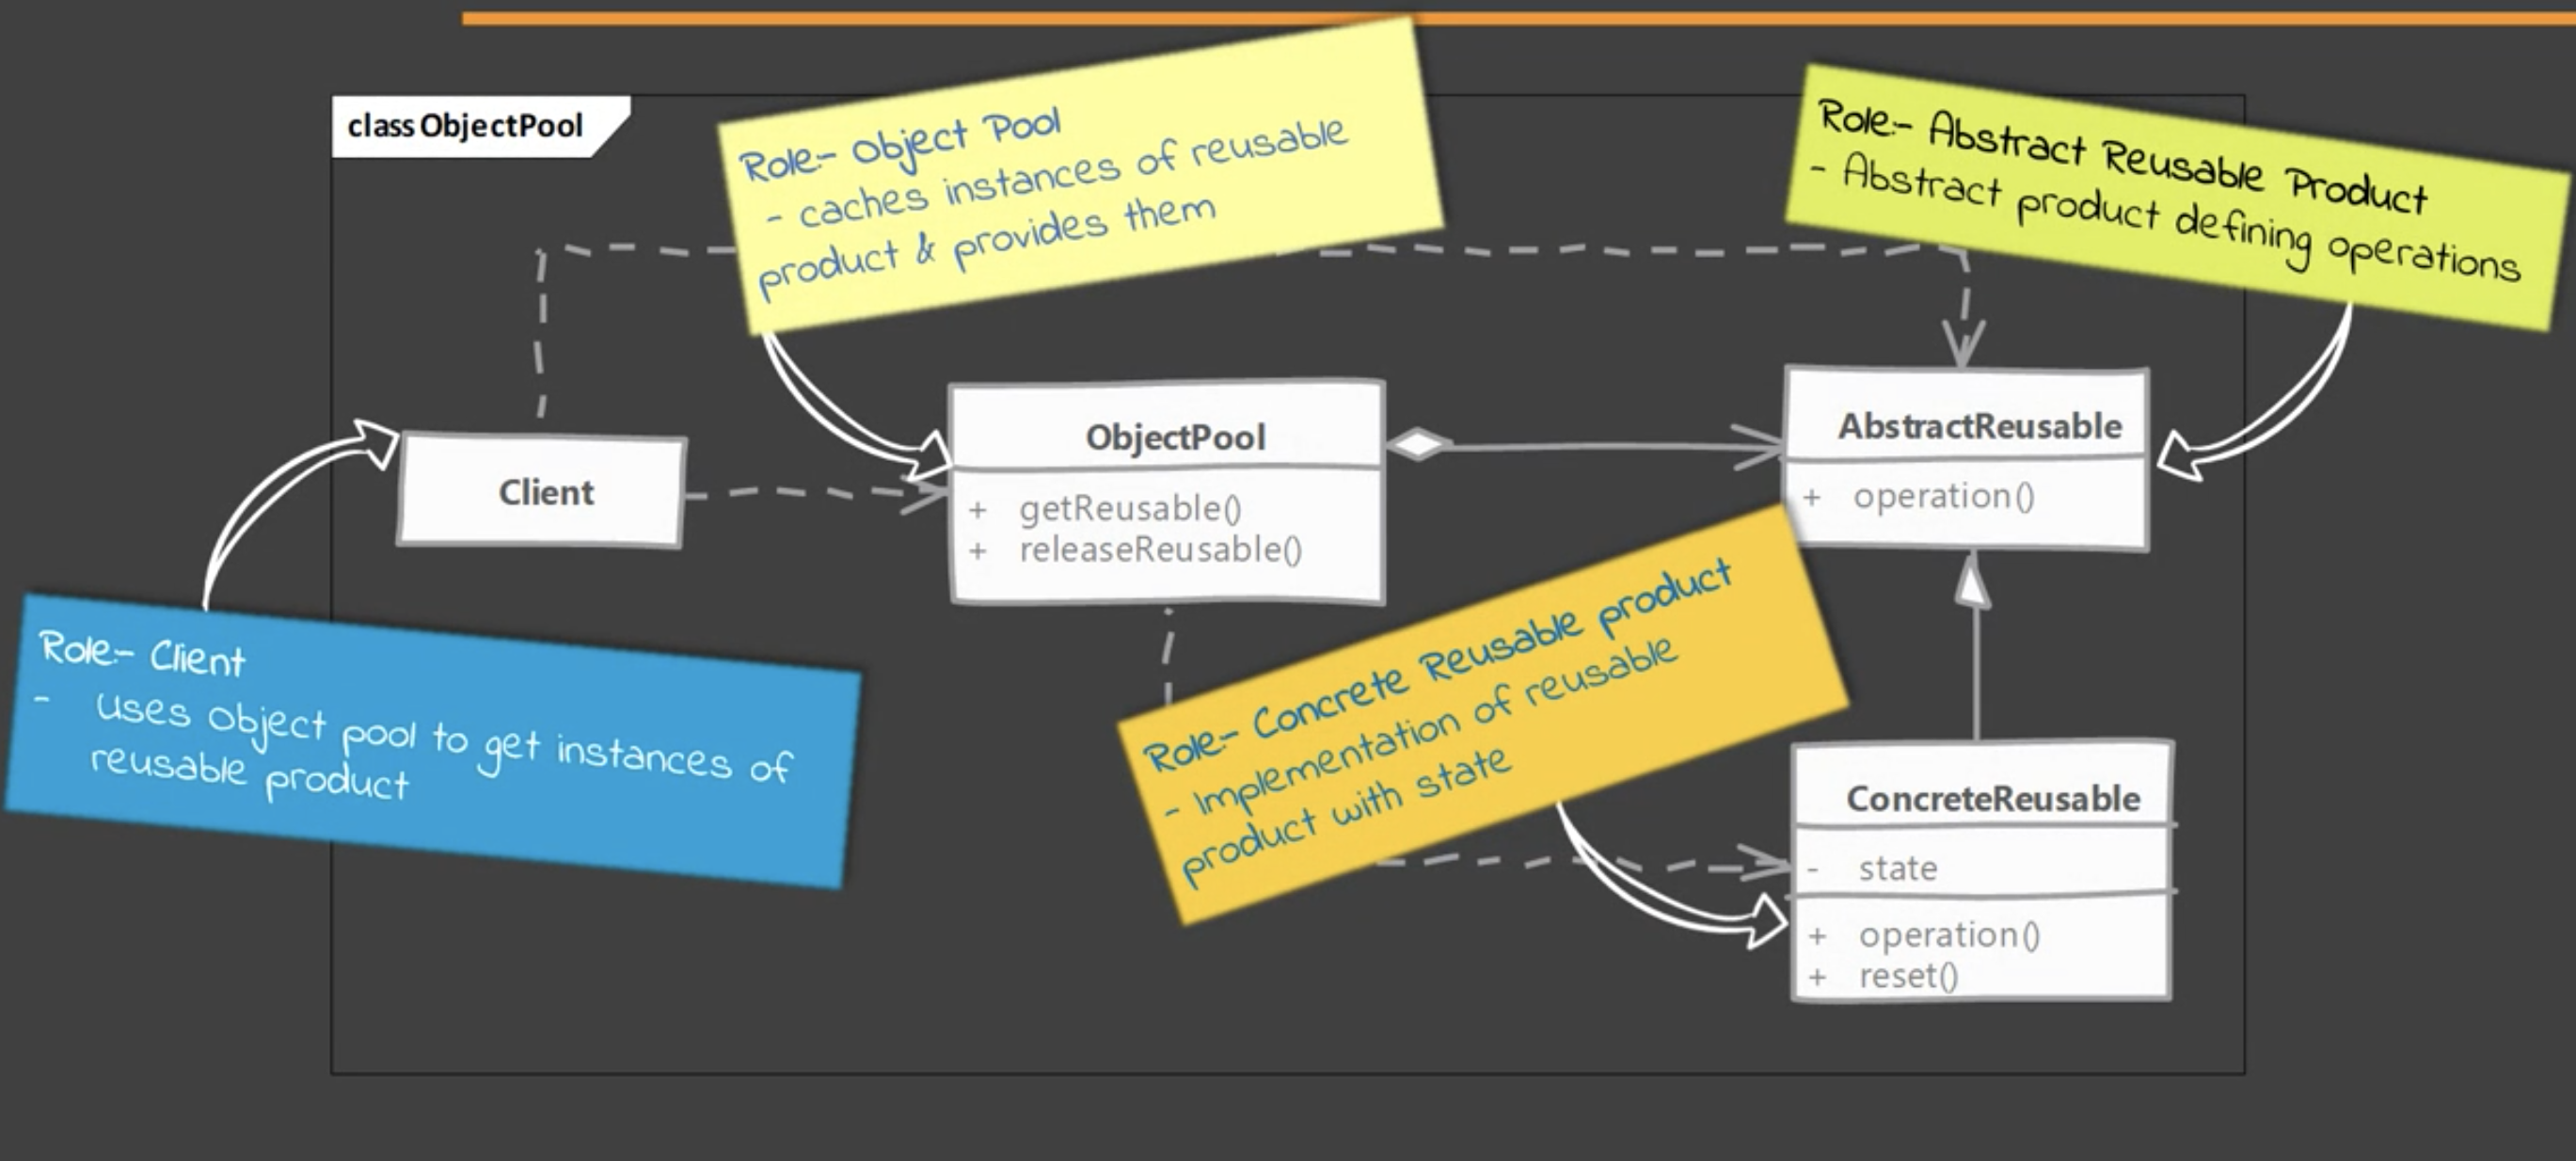 class ObjectPool
Role:- Object Pool
- caches instances of reusable
product & provides them
Role:- Abstract Reusable Product
- Abstract product defining operations
Client
ObjectPool
+ getReusable()
+ releaseReusable()
AbstractReusable
+ operation()
Role:- Client
- uses object pool to get instances of
reusable product
Role:- Concrete Reusable product
- Implementation of reusable
product with state
ConcreteReusable
- state
+ operation()
+ reset()